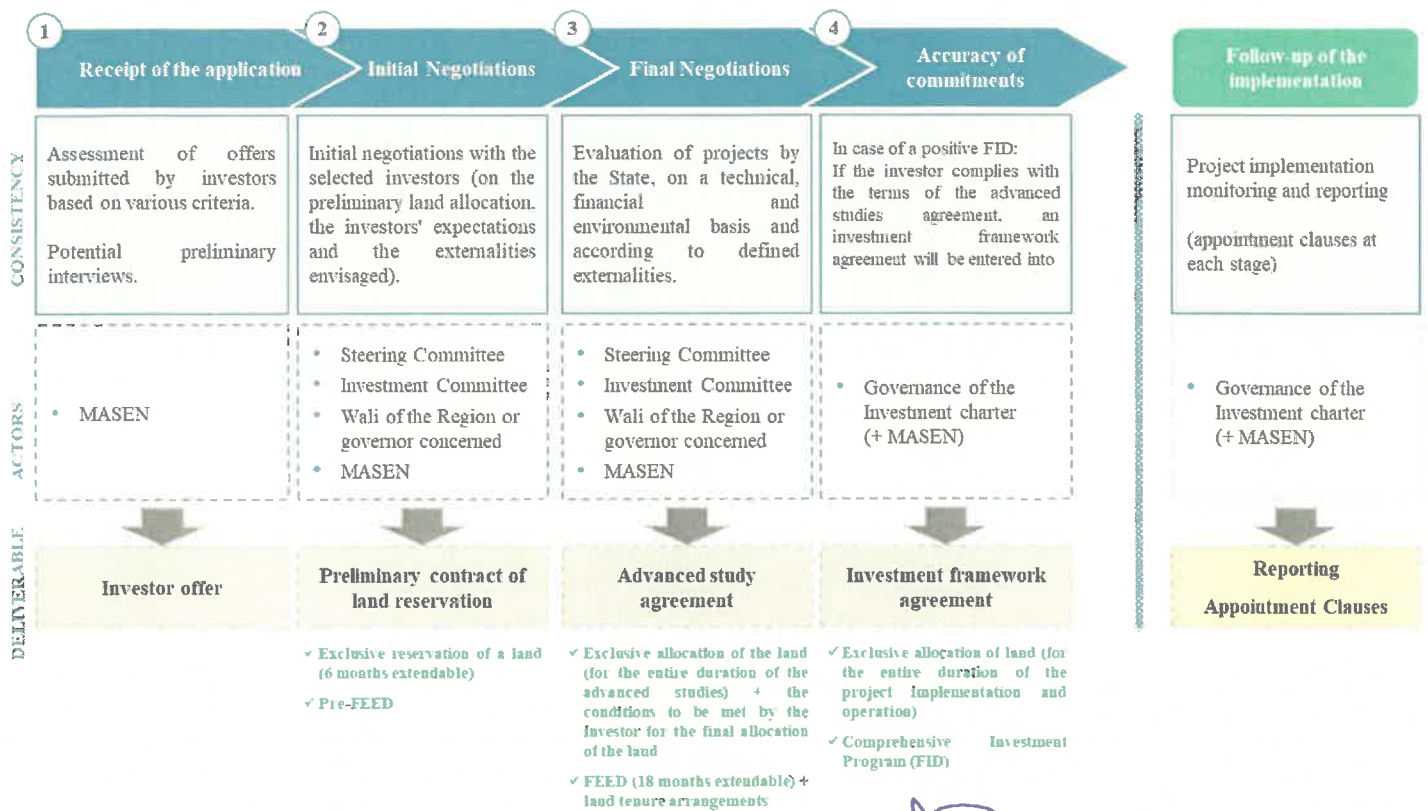 1
Receipt of the application
2
Initial Negotiations
3
Final Negotiations
4
Accuracy of
commitments
Follow-up of the
implementation
CONSISTENCY
Assessment of offers
submitted by investors
based on various criteria.
Potential preliminary
interviews.
Initial negotiations with the
selected investors (on the
preliminary land allocation,
the investors' expectations
and the externalities
envisaged).
Evaluation of projects by
the State, on a technical,
financial and
environmental basis and
according to defined
externalities.
In case of a positive FID:
If the investor complies with
the terms of the advanced
studies agreement, an
investment framework
agreement will be entered into
Project implementation
monitoring and reporting
(appointment clauses at
each stage)
ACTORS
• MASEN
• Steering Committee
• Investment Committee
• Wali of the Region or
governor concerned
• MASEN
• Steering Committee
• Investment Committee
• Wali of the Region or
governor concerned
• MASEN
• Governance of the
Investment charter
(+ MASEN)
• Governance of the
Investment charter
(+ MASEN)
DELIVERABLE
Investor offer
Preliminary contract of
land reservation
Advanced study
agreement
Investment framework
agreement
Reporting
Appointment Clauses
✓ Exclusive reservation of a land
(6 months extendable)
✓ Pre-FEED
✓ Exclusive allocation of the land
(for the entire duration of the
advanced studies) + the
conditions to be met by the
Investor for the final allocation
of the land
✓ FEED (18 months extendable) +
land tenure arrangements
✓ Exclusive allocation of land (for
the entire duration of the
project implementation and
operation)
✓ Comprehensive Investment
Program (FID)